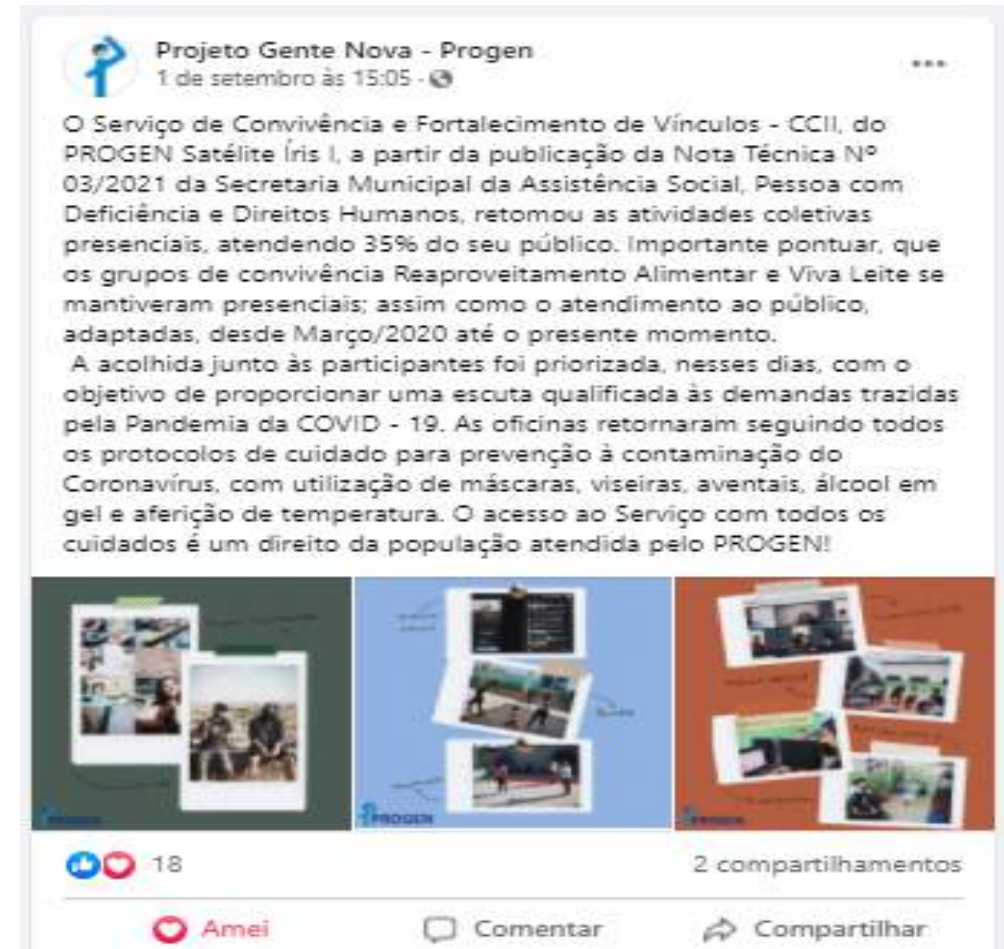 Projeto Gente Nova - Progen
1 de setembro às 15:05 ·
O Serviço de Convivência e Fortalecimento de Vínculos - CCII, do
PROGEN Satélite Íris I, a partir da publicação da Nota Técnica Nº
03/2021 da Secretaria Municipal da Assistência Social, Pessoa com
Deficiência e Direitos Humanos, retomou as atividades coletivas
presenciais, atendendo 35% do seu público. Importante pontuar, que
os grupos de convivência Reaproveitamento Alimentar e Viva Leite se
mantiveram presenciais; assim como o atendimento ao público,
adaptadas, desde Março/2020 até o presente momento.
A acolhida junto às participantes foi priorizada, nesses dias, com o
objetivo de proporcionar uma escuta qualificada às demandas trazidas
pela Pandemia da COVID - 19. As oficinas retornaram seguindo todos
os protocolos de cuidado para prevenção à contaminação do
Coronavírus, com utilização de máscaras, viseiras, aventais, álcool em
gel e aferição de temperatura. O acesso ao Serviço com todos os
cuidados é um direito da população atendida pelo PROGEN!
PROGEN
PROGEN
PROGEN
18
2 compartilhamentos
Amei
Comentar
Compartilhar